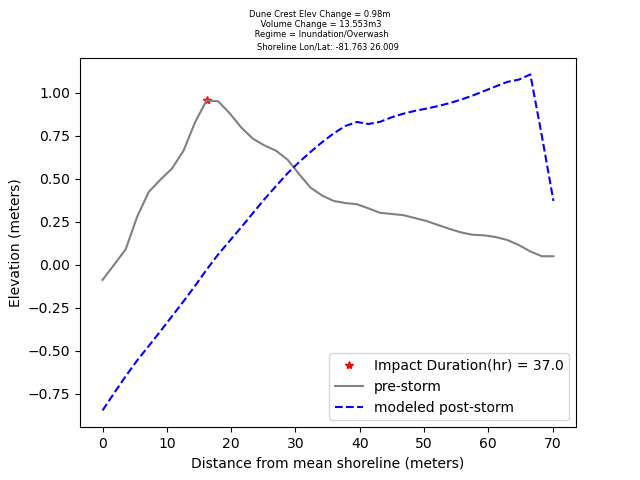 Dune Crest Elev Change = 0.98m
Volume Change = 13.553m3
Regime = Inundation/Overwash
Shoreline Lon/Lat: -81.763 26.009
Elevation (meters)
1.00
0.75
0.50
0.25
0.00
−0.25
−0.50
−0.75
Impact Duration(hr) = 37.0
pre-storm
modeled post-storm
0 10 20 30 40 50 60 70
Distance from mean shoreline (meters)